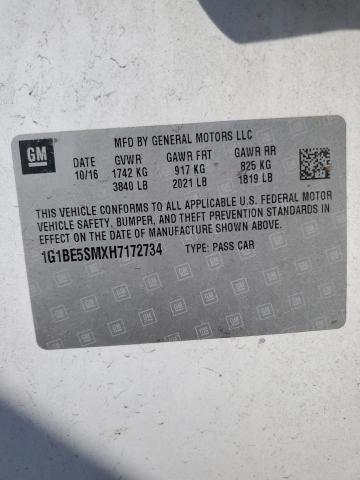 GM
MFD BY GENERAL MOTORS LLC
DATE GVWR GAWR FRT GAWR RR
10/16 1742 KG 917 KG 825 KG
3840 LB 2021 LB 1819 LB
THIS VEHICLE CONFORMS TO ALL APPLICABLE U.S. FEDERAL MOTOR
VEHICLE SAFETY, BUMPER, AND THEFT PREVENTION STANDARDS IN
EFFECT ON THE DATE OF MANUFACTURE SHOWN ABOVE.
1G1BE5SMXH7172734 TYPE: PASS CAR